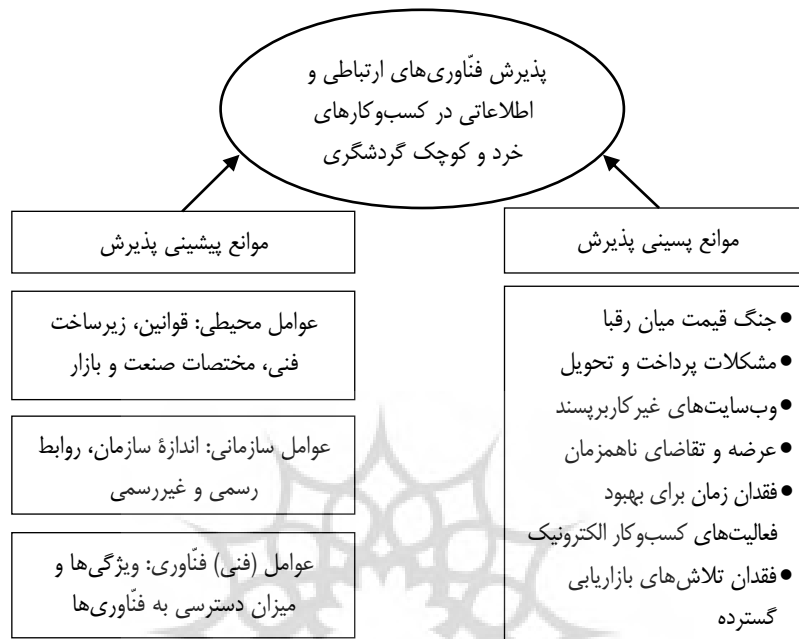 پذیرش فنّاوری‌های ارتباطی و
اطلاعاتی در کسب‌وکارهای
خرد و کوچک گردشگری
موانع پسینی پذیرش
• جنگ قیمت میان رقبا
• مشکلات پرداخت و تحویل
• وب‌سایت‌های غیرکاربرپسند
• عرضه و تقاضای ناهمزمان
• فقدان زمان برای بهبود
فعالیت‌های کسب‌وکار الکترونیک
• فقدان تلاش‌های بازاریابی
گسترده
موانع پیشینی پذیرش
عوامل محیطی: قوانین، زیرساخت
فنی، مختصات صنعت و بازار
عوامل سازمانی: اندازۀ سازمان، روابط
رسمی و غیررسمی
عوامل (فنی) فنّاوری: ویژگی‌ها و
میزان دسترسی به فنّاوری‌ها